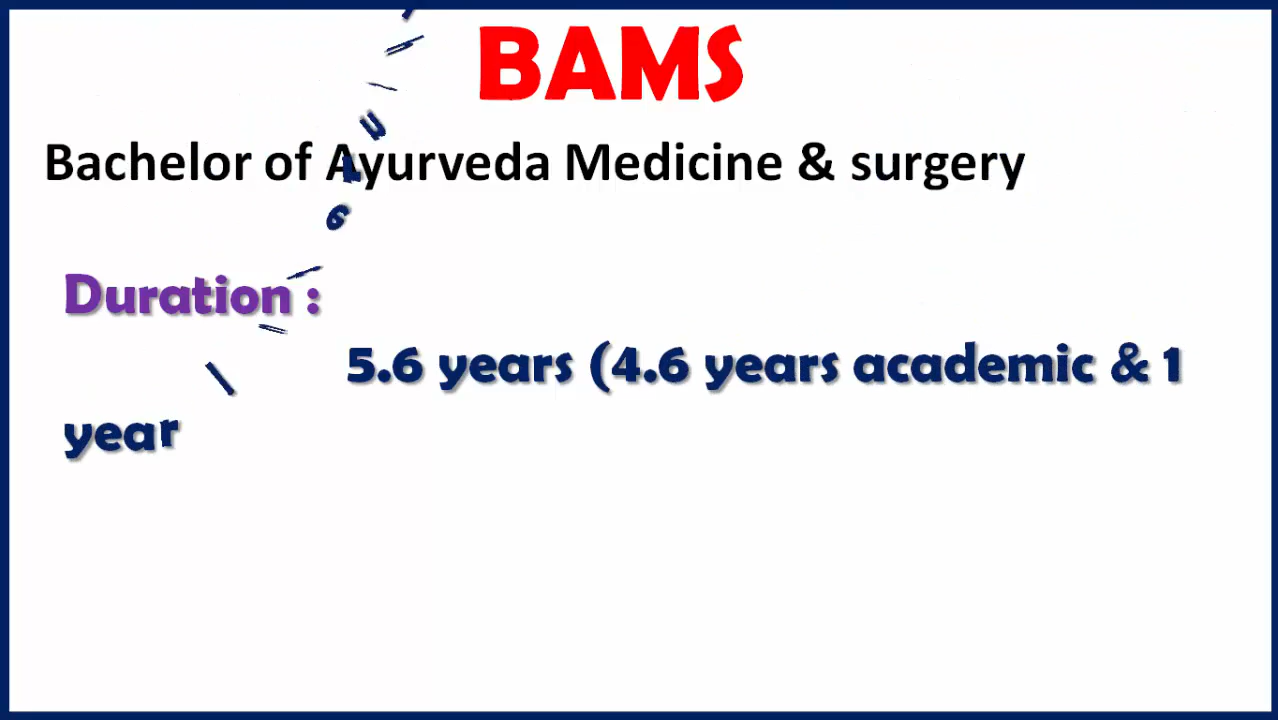 BAMS
Bachelor of Ayurveda Medicine & surgery
Duration :
5.6 years (4.6 years academic & 1
year